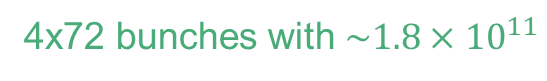 4x72 bunches with ~1.8 × 10¹¹